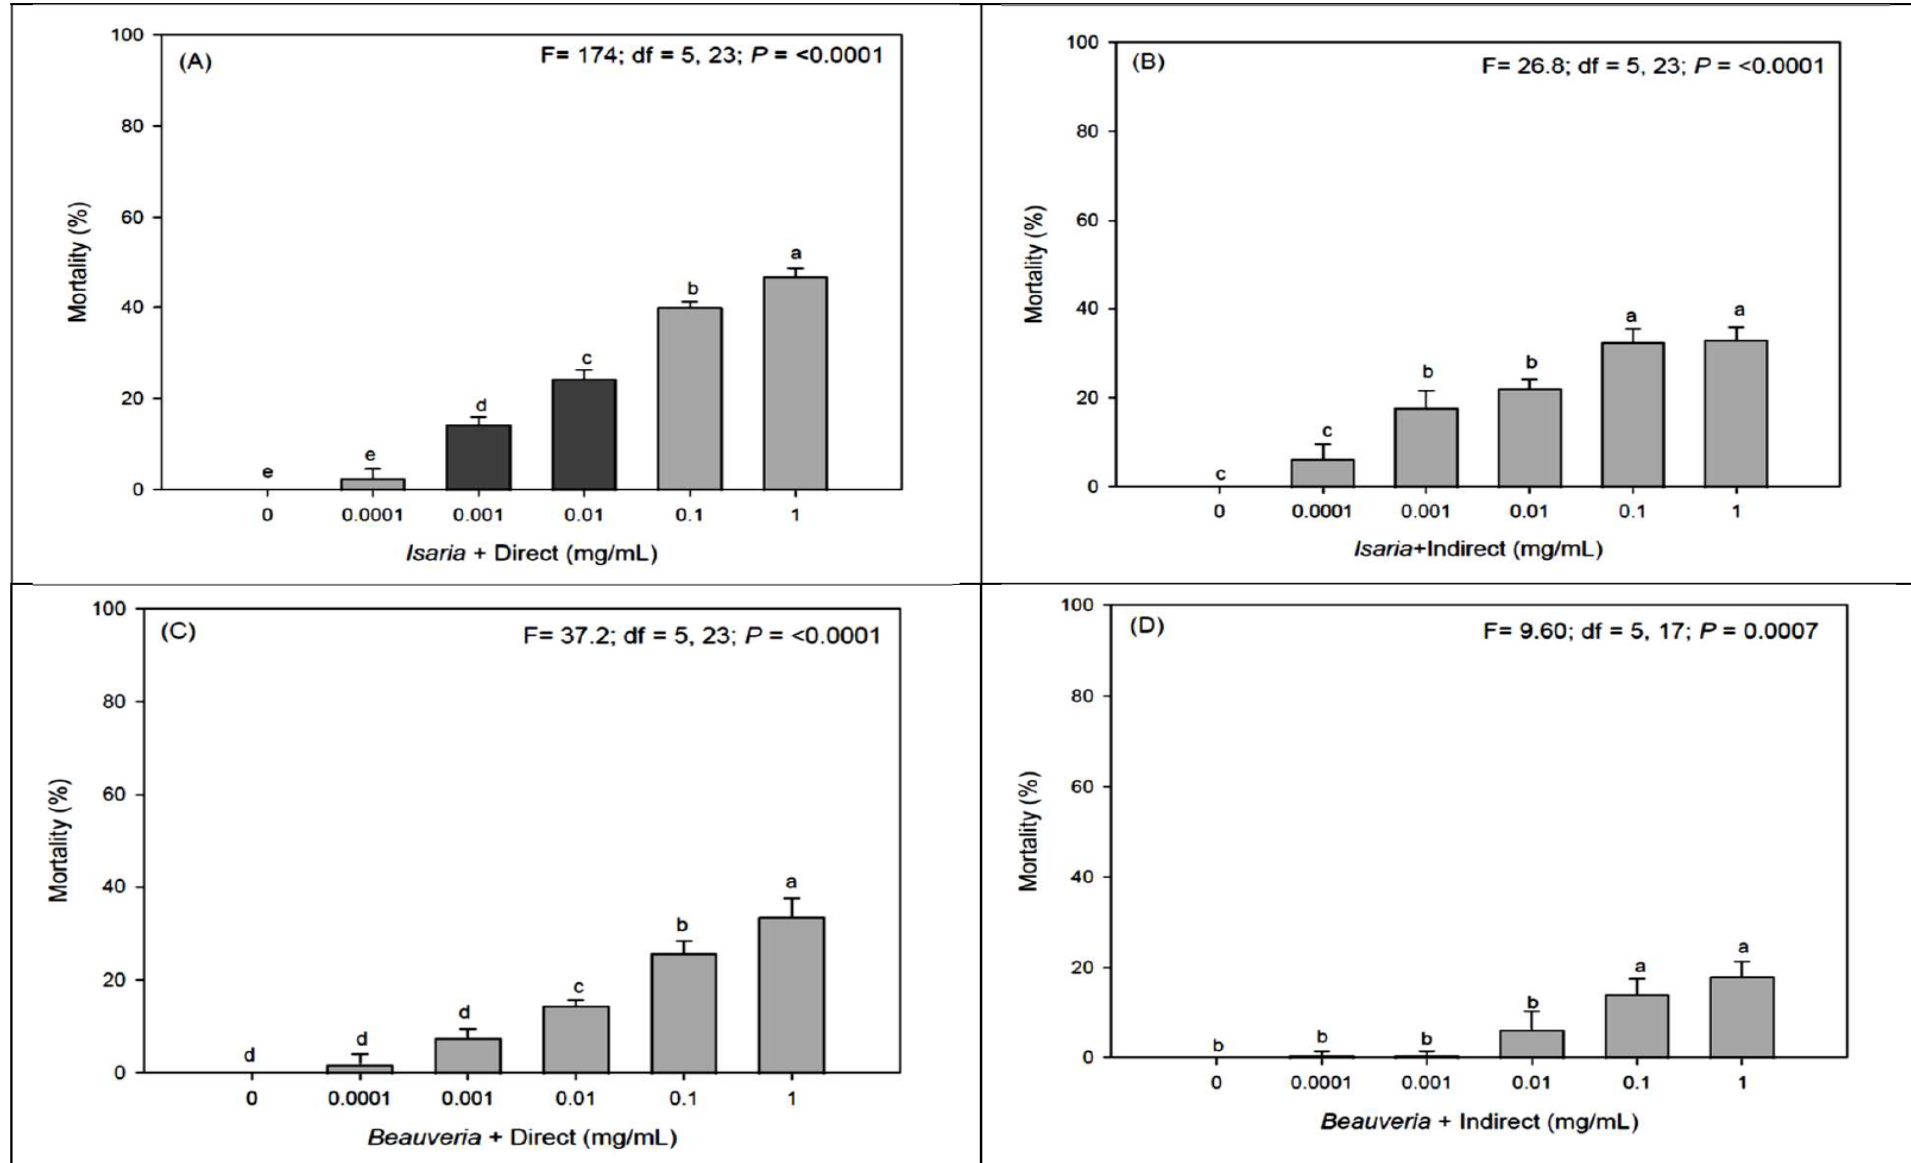 (A)
F= 174; df = 5, 23; P = <0.0001
100
80
60
40
20
0
Mortality (%)
e
e
d
c
b
a
0 0.0001 0.001 0.01 0.1 1
Isaria + Direct (mg/mL)
(B)
F= 26.8; df = 5, 23; P = <0.0001
100
80
60
40
20
0
Mortality (%)
c
c
b
b
a
a
0 0.0001 0.001 0.01 0.1 1
Isaria+Indirect (mg/mL)
(C)
F= 37.2; df = 5, 23; P = <0.0001
100
80
60
40
20
0
Mortality (%)
d
d
d
c
b
a
0 0.0001 0.001 0.01 0.1 1
Beauveria + Direct (mg/mL)
(D)
F= 9.60; df = 5, 17; P = 0.0007
100
80
60
40
20
0
Mortality (%)
b
b
b
b
a
a
0 0.0001 0.001 0.01 0.1 1
Beauveria + Indirect (mg/mL)